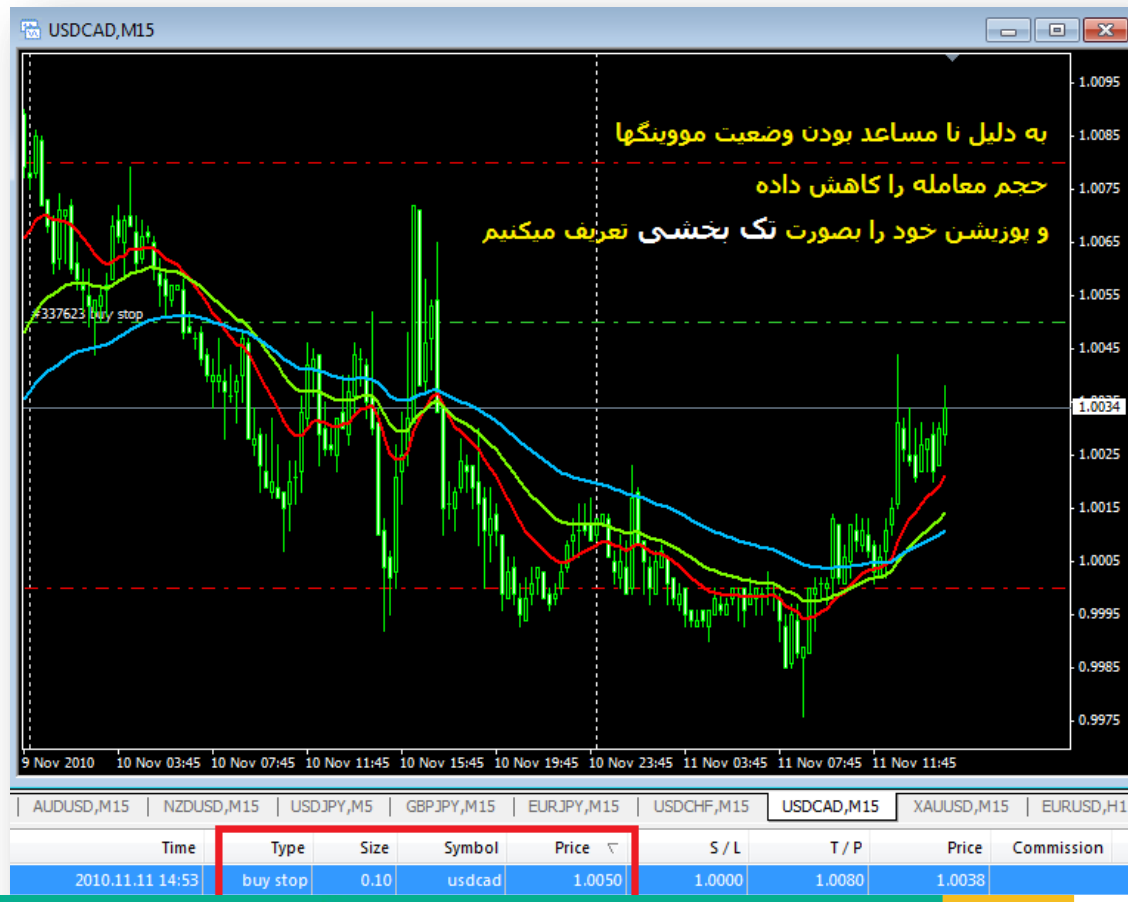 USDCAD,M15
به دلیل نا مساعد بودن وضعیت مووینگها
حجم معامله را کاهش داده
و پوزیشن خود را بصورت تک بخشی تعریف میکنیم
1.0095
1.0085
1.0075
1.0065
1.0055
#337623 buy stop
1.0045
1.0034
1.0025
1.0015
1.0005
0.9995
0.9985
0.9975
9 Nov 2010 10 Nov 03:45 10 Nov 07:45 10 Nov 11:45 10 Nov 15:45 10 Nov 19:45 10 Nov 23:45 11 Nov 03:45 11 Nov 07:45 11 Nov 11:45
AUDUSD,M15 | NZDUSD,M15 | USDJPY,M5 | GBPJPY,M15 | EURJPY,M15 | USDCHF,M15 | USDCAD,M15 | XAUUSD,M15 | EURUSD,H1
Time Type Size Symbol Price S / L T / P Price Commission
2010.11.11 14:53 buy stop 0.10 usdcad 1.0050 1.0000 1.0080 1.0038